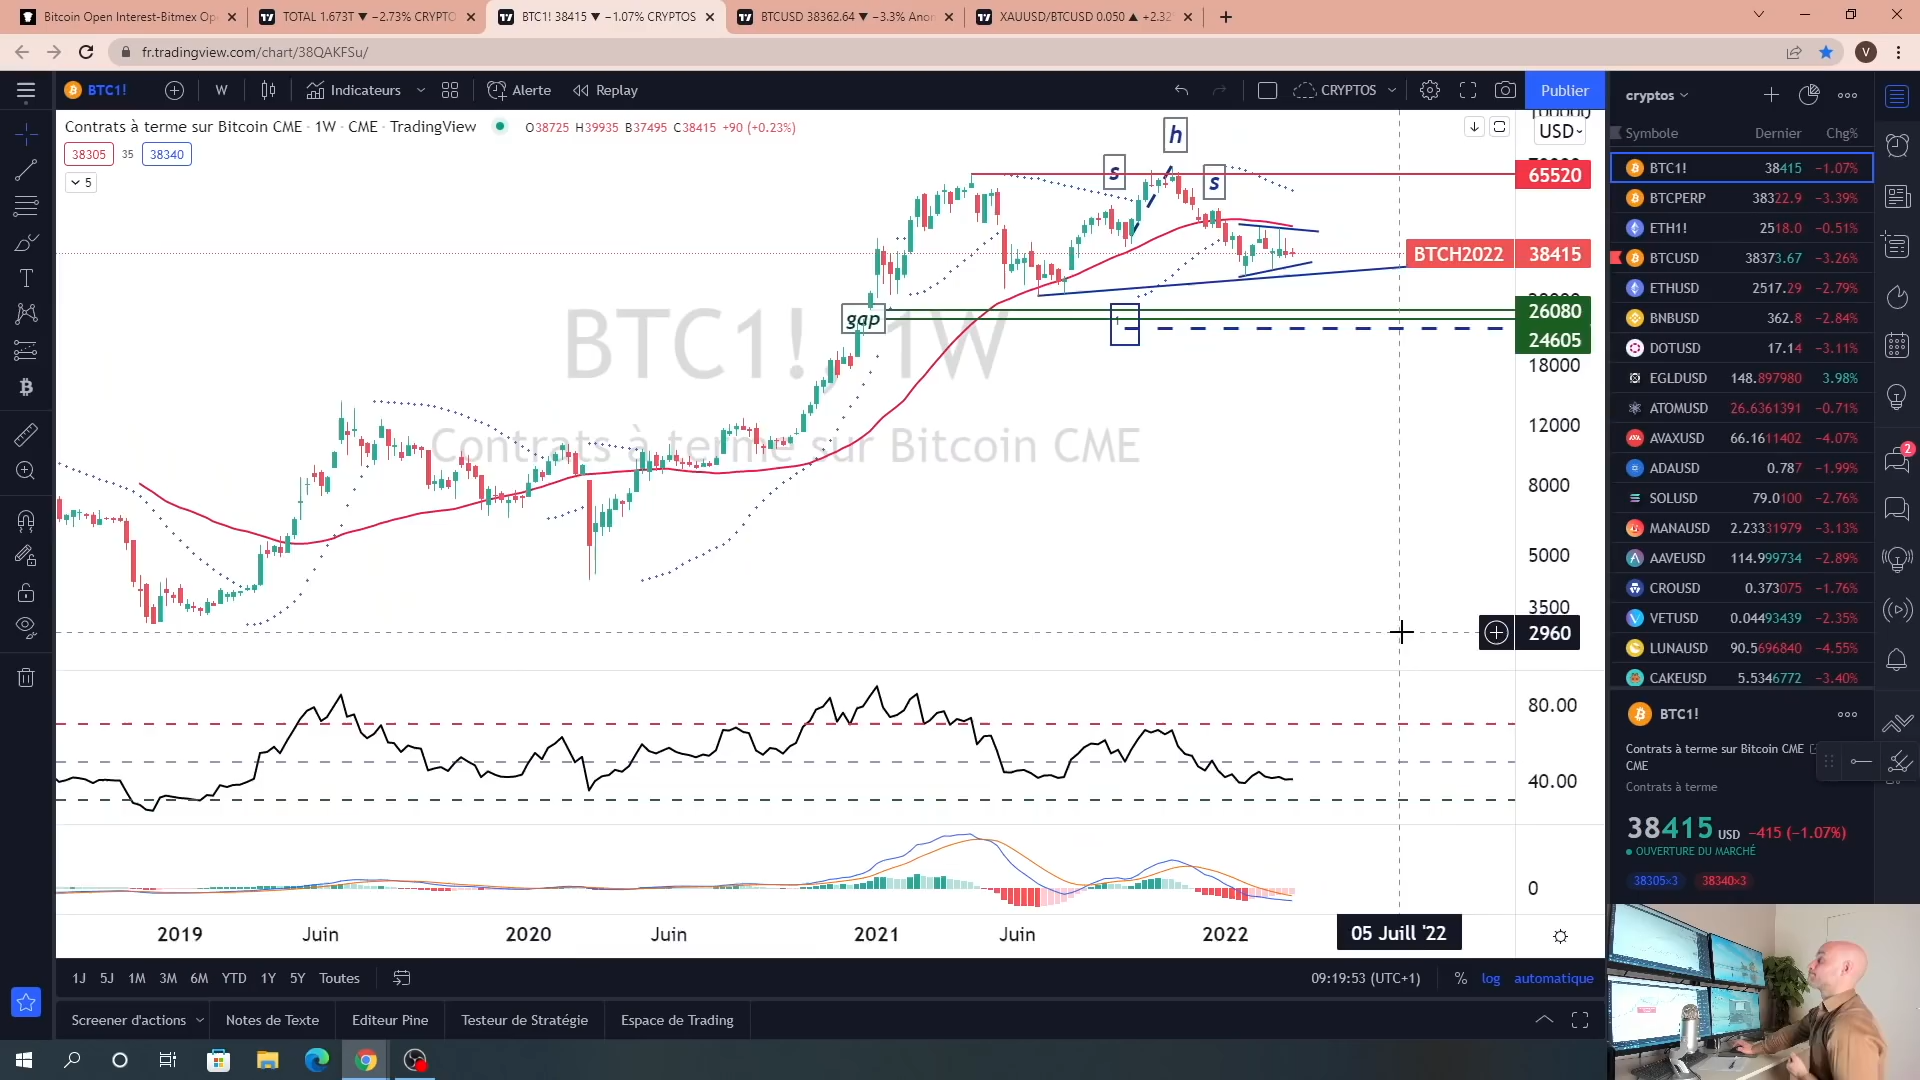 Bitcoin Open Interest-Bitmex Op
TOTAL 1.673T ▼ −2.73% CRYPTO
BTC1! 38415 ▼ −1.07% CRYPTOS
BTCUSD 38362.64 ▼ −3.3% Anon
XAUUSD/BTCUSD 0.050 ▲ +2.32
fr.tradingview.com/chart/38QAKFSu/
V
BTC1!
W
Indicateurs
Alerte
Replay
CRYPTOS
Publier
Contrats à terme sur Bitcoin CME · 1W · CME · TradingView
O38725 H39935 B37495 C38415 +90 (+0.23%)
38305
35
38340
5
USD
h
s
s
65520
BTCH2022
38415
gap
26080
24605
BTC1!, 1W
Contrats à terme sur Bitcoin CME
18000
12000
8000
5000
3500
2960
80.00
40.00
0
2019
Juin
2020
Juin
2021
Juin
2022
05 Juill '22
1J 5J 1M 3M 6M YTD 1Y 5Y Toutes
09:19:53 (UTC+1)
%
log
automatique
Screener d'actions
Notes de Texte
Editeur Pine
Testeur de Stratégie
Espace de Trading
cryptos
Symbole Dernier Chg%
BTC1! 38415 −1.07%
BTCPERP 38322.9 −3.39%
ETH1! 2518.0 −0.51%
BTCUSD 38373.67 −3.26%
ETHUSD 2517.29 −2.79%
BNBUSD 362.8 −2.84%
DOTUSD 17.14 −3.11%
EGLDUSD 148.897980 3.98%
ATOMUSD 26.6361391 −0.71%
AVAXUSD 66.1611402 −4.07%
ADAUSD 0.787 −1.99%
SOLUSD 79.0100 −2.76%
MANAUSD 2.23331979 −3.13%
AAVEUSD 114.999734 −2.89%
CROUSD 0.373075 −1.76%
VETUSD 0.04493439 −2.35%
LUNAUSD 90.5696840 −4.55%
CAKEUSD 5.5346772 −3.40%
2
BTC1!
Contrats à terme sur Bitcoin CME
CME
Contrats à terme
38415 USD −415 (−1.07%)
OUVERTURE DU MARCHÉ
38305×3
38340×3